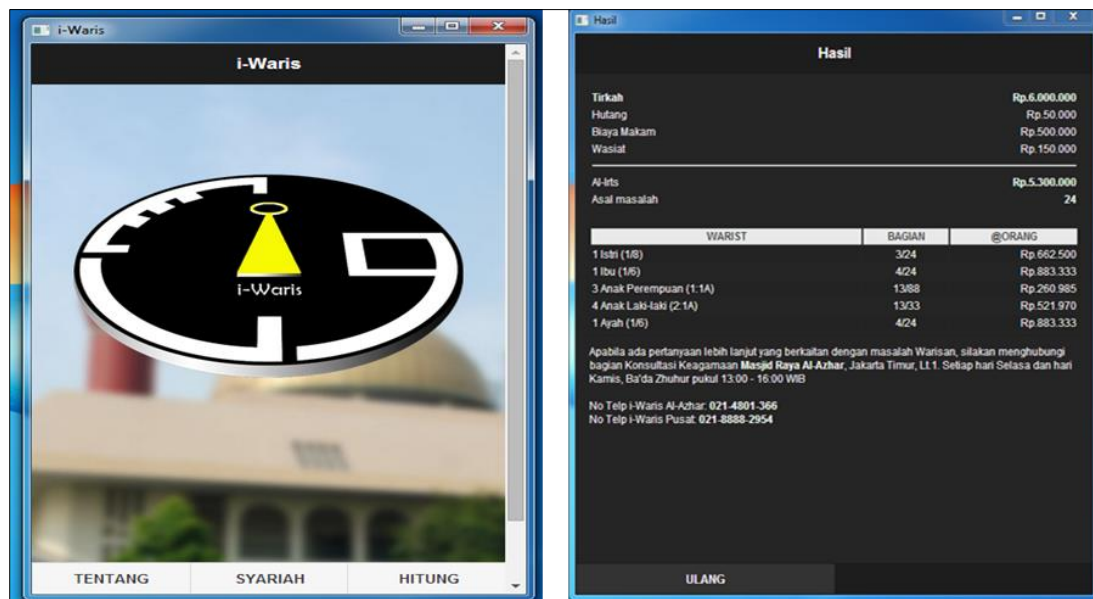 i-Waris
i-Waris
i-Waris
TENTANG SYARIAH HITUNG
Hasil
Hasil
Tirkah Rp.6.000.000
Hutang Rp.50.000
Biaya Makam Rp.500.000
Wasiat Rp.150.000
Al-Irts Rp.5.300.000
Asal masalah 24
WARIST BAGIAN @ORANG
1 Istri (1/8) 3/24 Rp.662.500
1 Ibu (1/6) 4/24 Rp.883.333
3 Anak Perempuan (1:1A) 13/88 Rp.260.985
4 Anak Laki-laki (2:1A) 13/33 Rp.521.970
1 Ayah (1/6) 4/24 Rp.883.333
Apabila ada pertanyaan lebih lanjut yang berkaitan dengan masalah Warisan, silakan menghubungi
bagian Konsultasi Keagamaan Masjid Raya Al-Azhar, Jakarta Timur, Lt.1. Setiap hari Selasa dan hari
Kamis, Ba'da Zhuhur pukul 13:00 - 16:00 WIB
No Telp i-Waris Al-Azhar: 021-4801-366
No Telp i-Waris Pusat: 021-8888-2954
ULANG